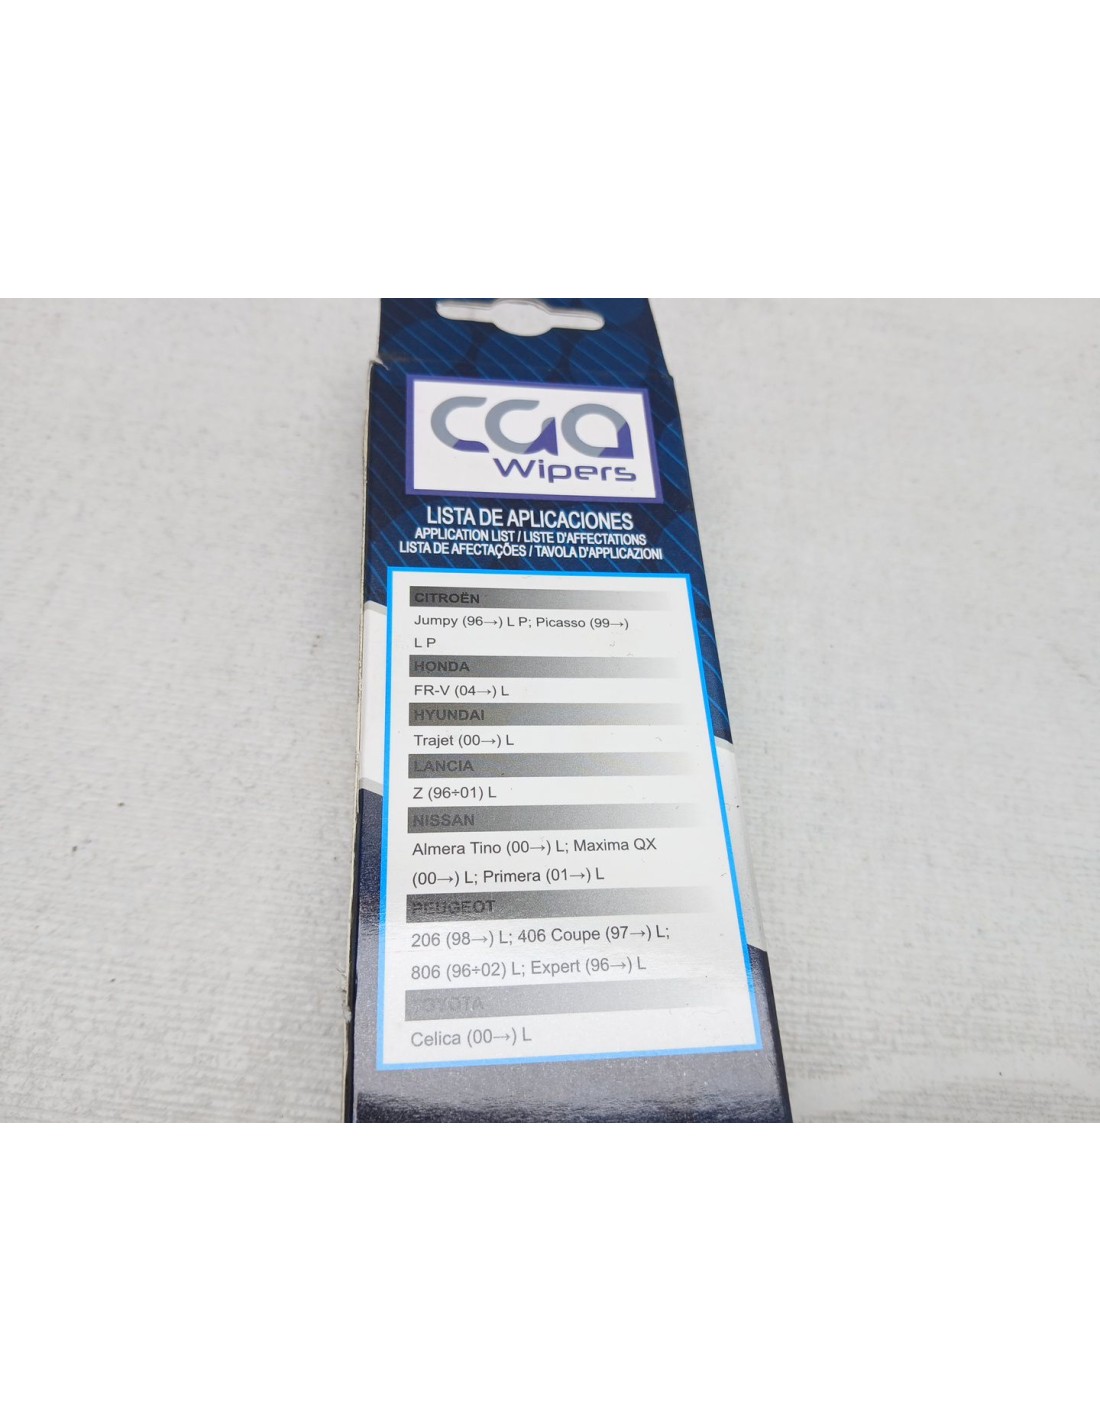 CGA
Wipers
LISTA DE APLICACIONES
APPLICATION LIST / LISTE D'AFFECTATIONS
LISTA DE AFECTAÇÕES / TAVOLA D'APPLICAZIONI
CITROËN
Jumpy (96→) L P; Picasso (99→)
L P
HONDA
FR-V (04→) L
HYUNDAI
Trajet (00→) L
LANCIA
Z (96÷01) L
NISSAN
Almera Tino (00→) L; Maxima QX
(00→) L; Primera (01→) L
PEUGEOT
206 (98→) L; 406 Coupe (97→) L;
806 (96÷02) L; Expert (96→) L
TOYOTA
Celica (00→) L